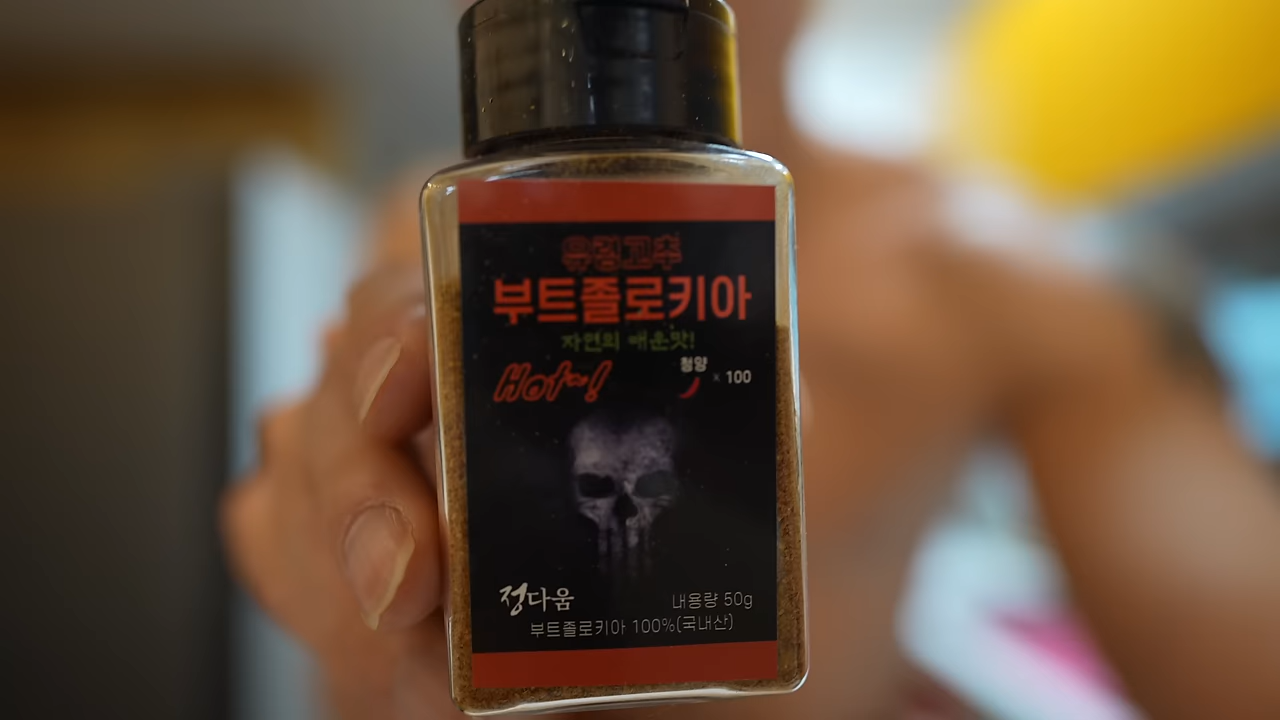 유령고추
부트졸로키아
자연의 매운맛!
Hot~!
청양
x 100
정다움
내용량 50g
부트졸로키아 100%(국내산)